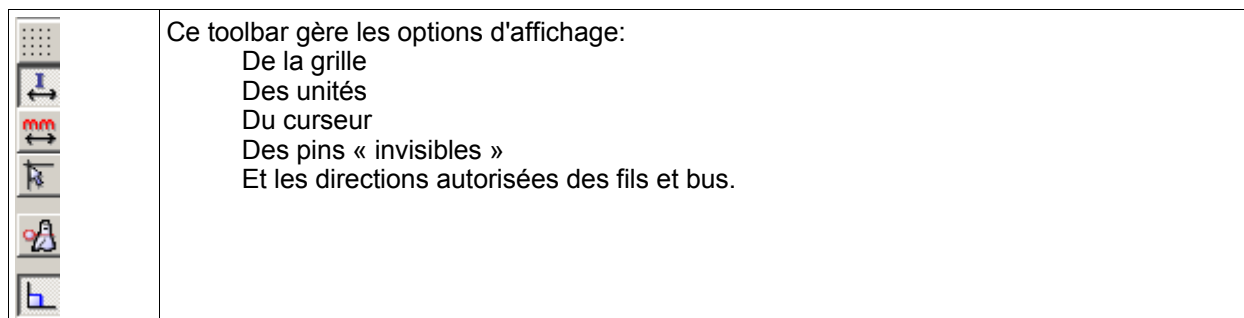 Ce toolbar gère les options d'affichage:
De la grille
Des unités
Du curseur
Des pins « invisibles »
Et les directions autorisées des fils et bus.
I
mm